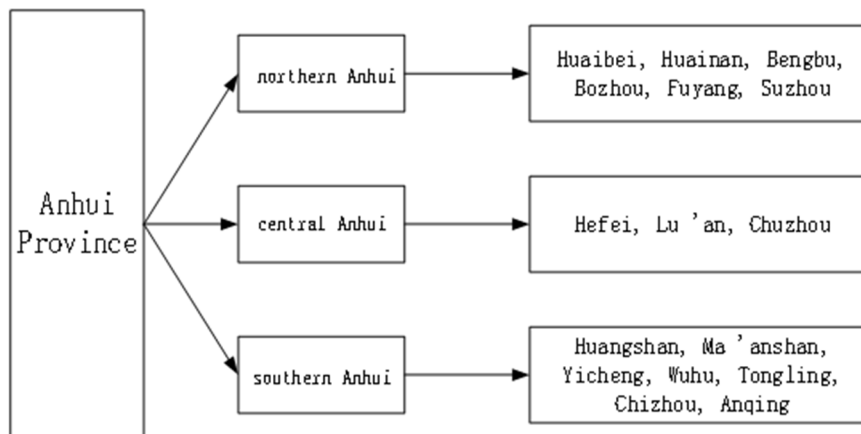 Anhui
Province
northern Anhui
Huaibei, Huainan, Bengbu,
Bozhou, Fuyang, Suzhou
central Anhui
Hefei, Lu 'an, Chuzhou
southern Anhui
Huangshan, Ma 'anshan,
Yicheng, Wuhu, Tongling,
Chizhou, Anqing